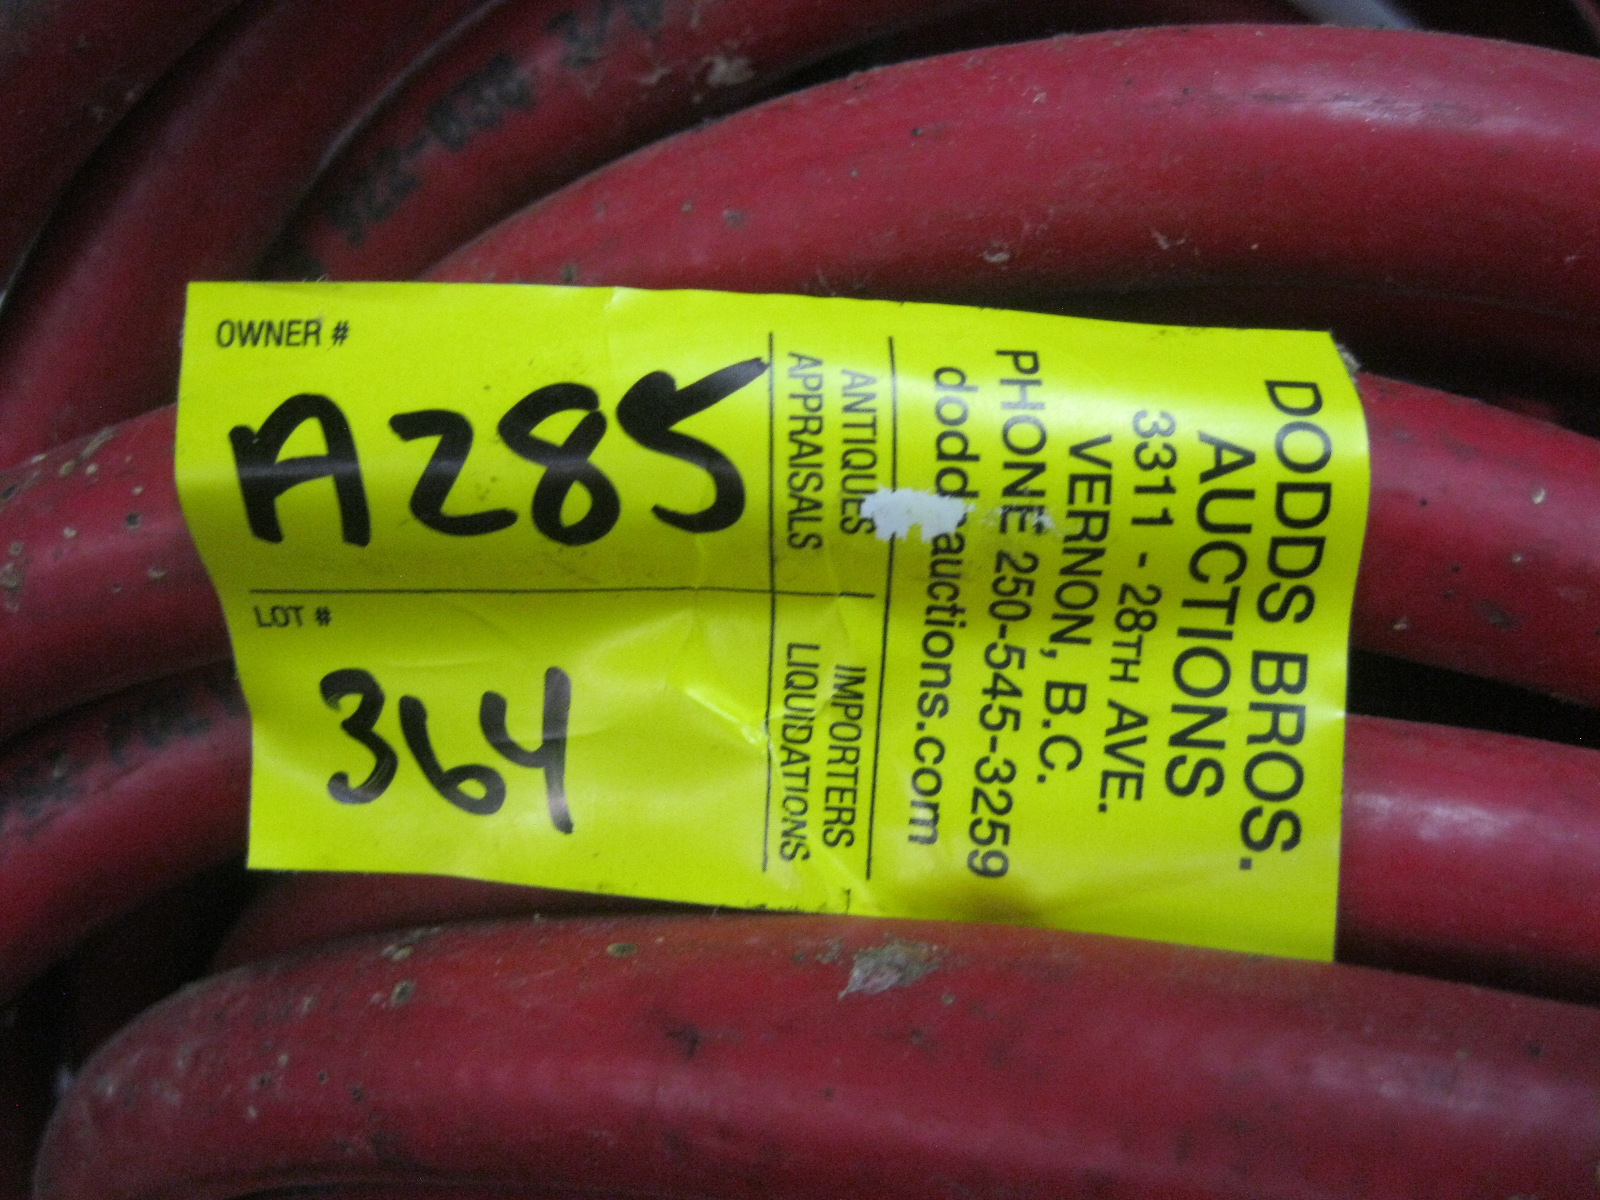 OWNER #
A285
LOT #
364
ANTIQUES | IMPORTERS
APPRAISALS LIQUIDATIONS
DODDS BROS.
AUCTIONS
3311 - 28TH AVE.
VERNON, B.C.
PHONE 250-545-3259
doddsauctions.com